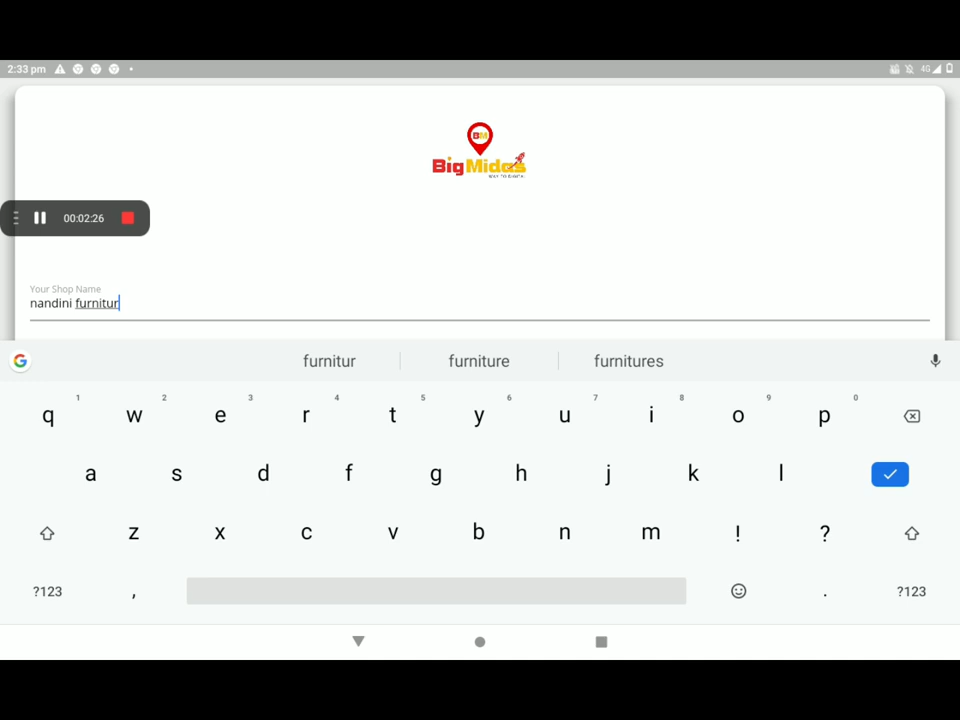 2:33 pm
4G
BM
BigMidas
00:02:26
Your Shop Name
nandini furnitur
furnitur furniture furnitures
1 2 3 4 5 6 7 8 9 0
q w e r t y u i o p
a s d f g h j k l
z x c v b n m ! ?
?123 , . ?123